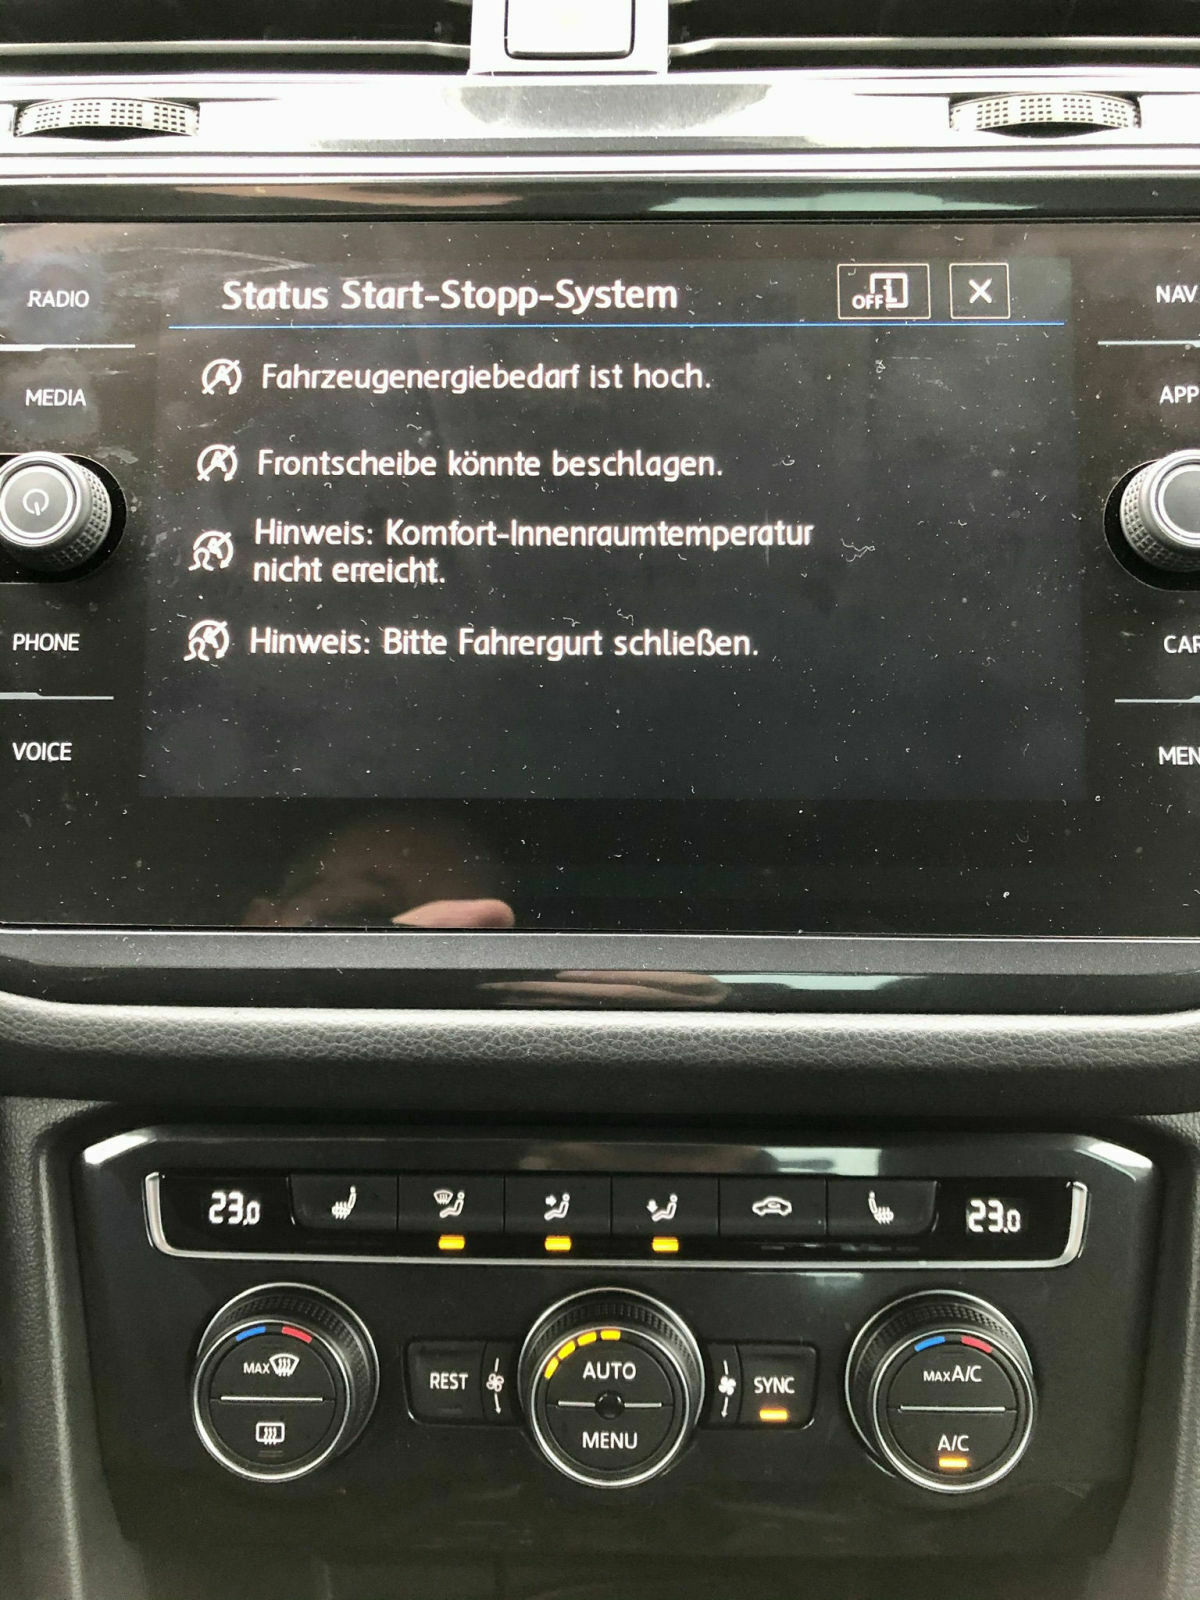 RADIO
MEDIA
PHONE
VOICE
Status Start-Stopp-System
OFF
Fahrzeugenergiebedarf ist hoch.
Frontscheibe könnte beschlagen.
Hinweis: Komfort-Innenraumtemperatur
nicht erreicht.
Hinweis: Bitte Fahrergurt schließen.
NAV
APP
CAR
MEN
23.0
23.0
MAX
REST
AUTO
MENU
SYNC
MAX A/C
A/C